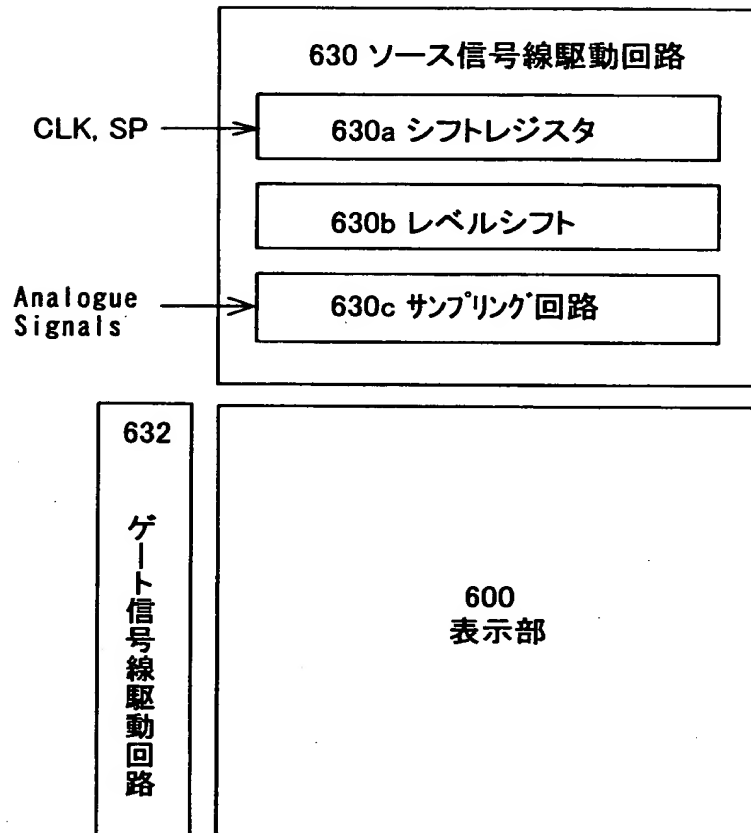 630 ソース信号線駆動回路
CLK, SP
630a シフトレジスタ
630b レベルシフト
Analogue
Signals
630c サンプリング回路
632
ゲート信号線駆動回路
600
表示部